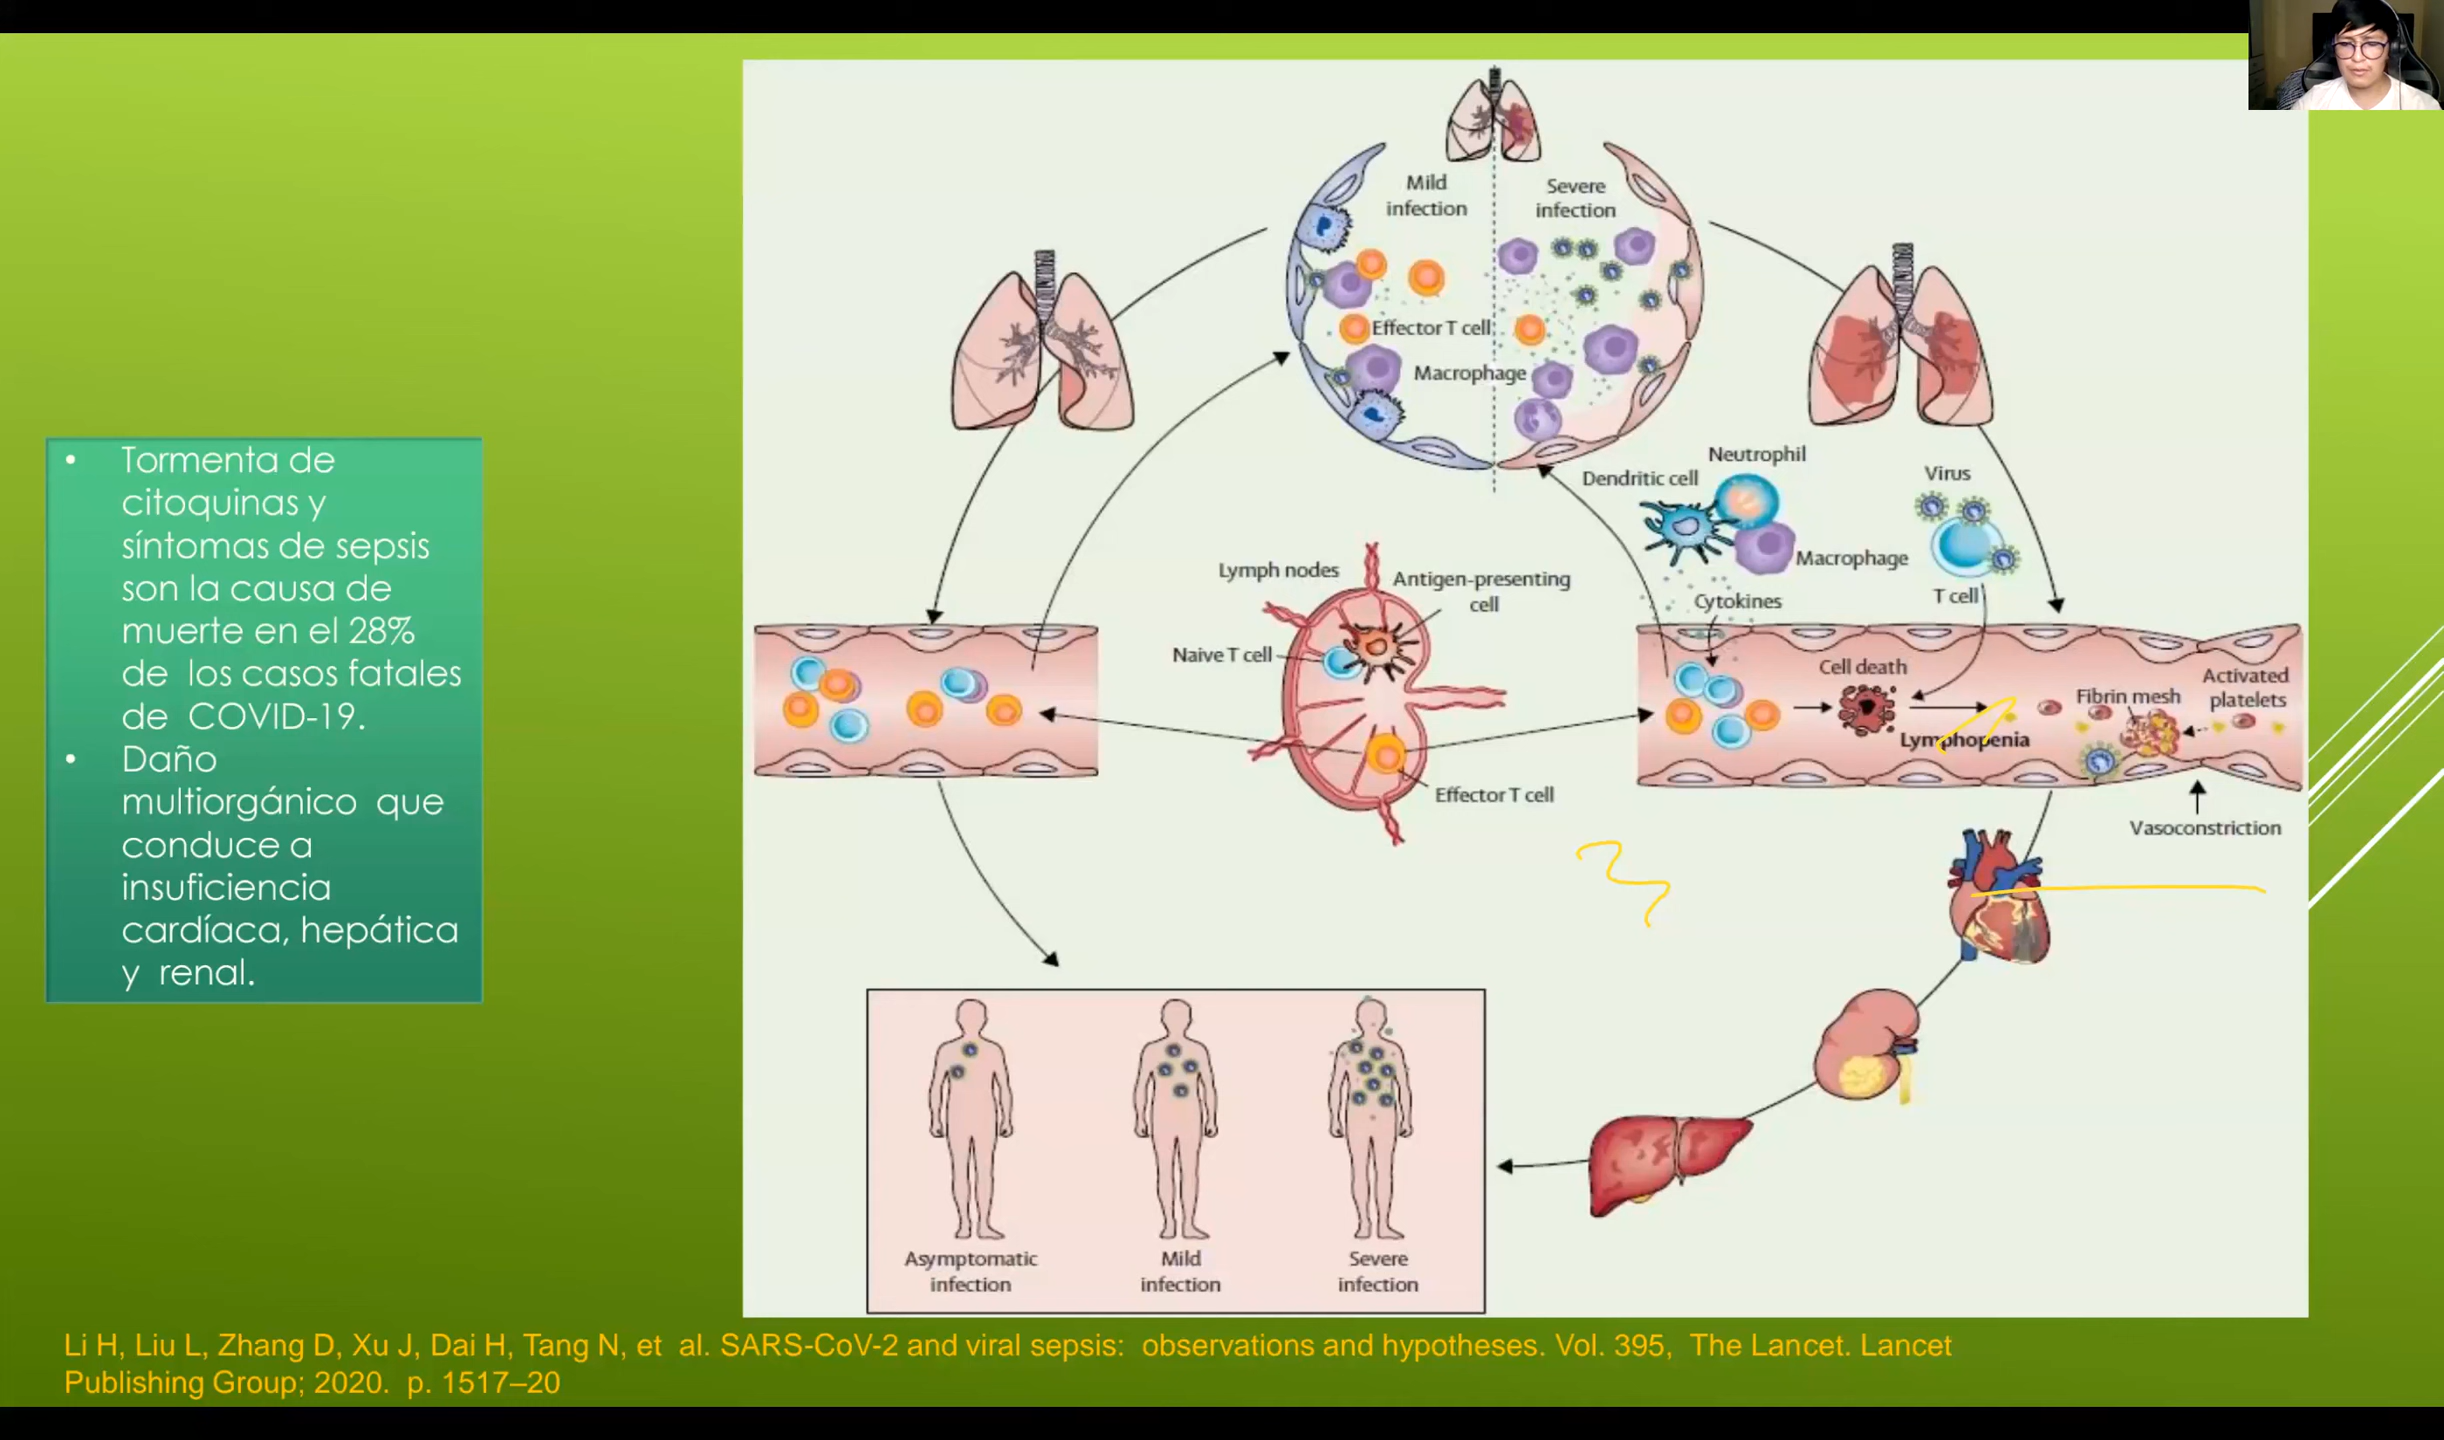 Mild
infection
Severe
infection
Effector T cell
Macrophage
Neutrophil
Dendritic cell
Macrophage
Virus
T cell
Cytokines
Lymph nodes
Antigen-presenting
cell
Naive T cell
Effector T cell
Cell death
Lymphopenia
Fibrin mesh
Activated
platelets
Vasoconstriction
• Tormenta de
citoquinas y
síntomas de sepsis
son la causa de
muerte en el 28%
de los casos fatales
de COVID-19.
• Daño
multiorgánico que
conduce a
insuficiencia
cardíaca, hepática
y renal.
Asymptomatic
infection
Mild
infection
Severe
infection
Li H, Liu L, Zhang D, Xu J, Dai H, Tang N, et al. SARS-CoV-2 and viral sepsis: observations and hypotheses. Vol. 395, The Lancet. Lancet
Publishing Group; 2020. p. 1517–20